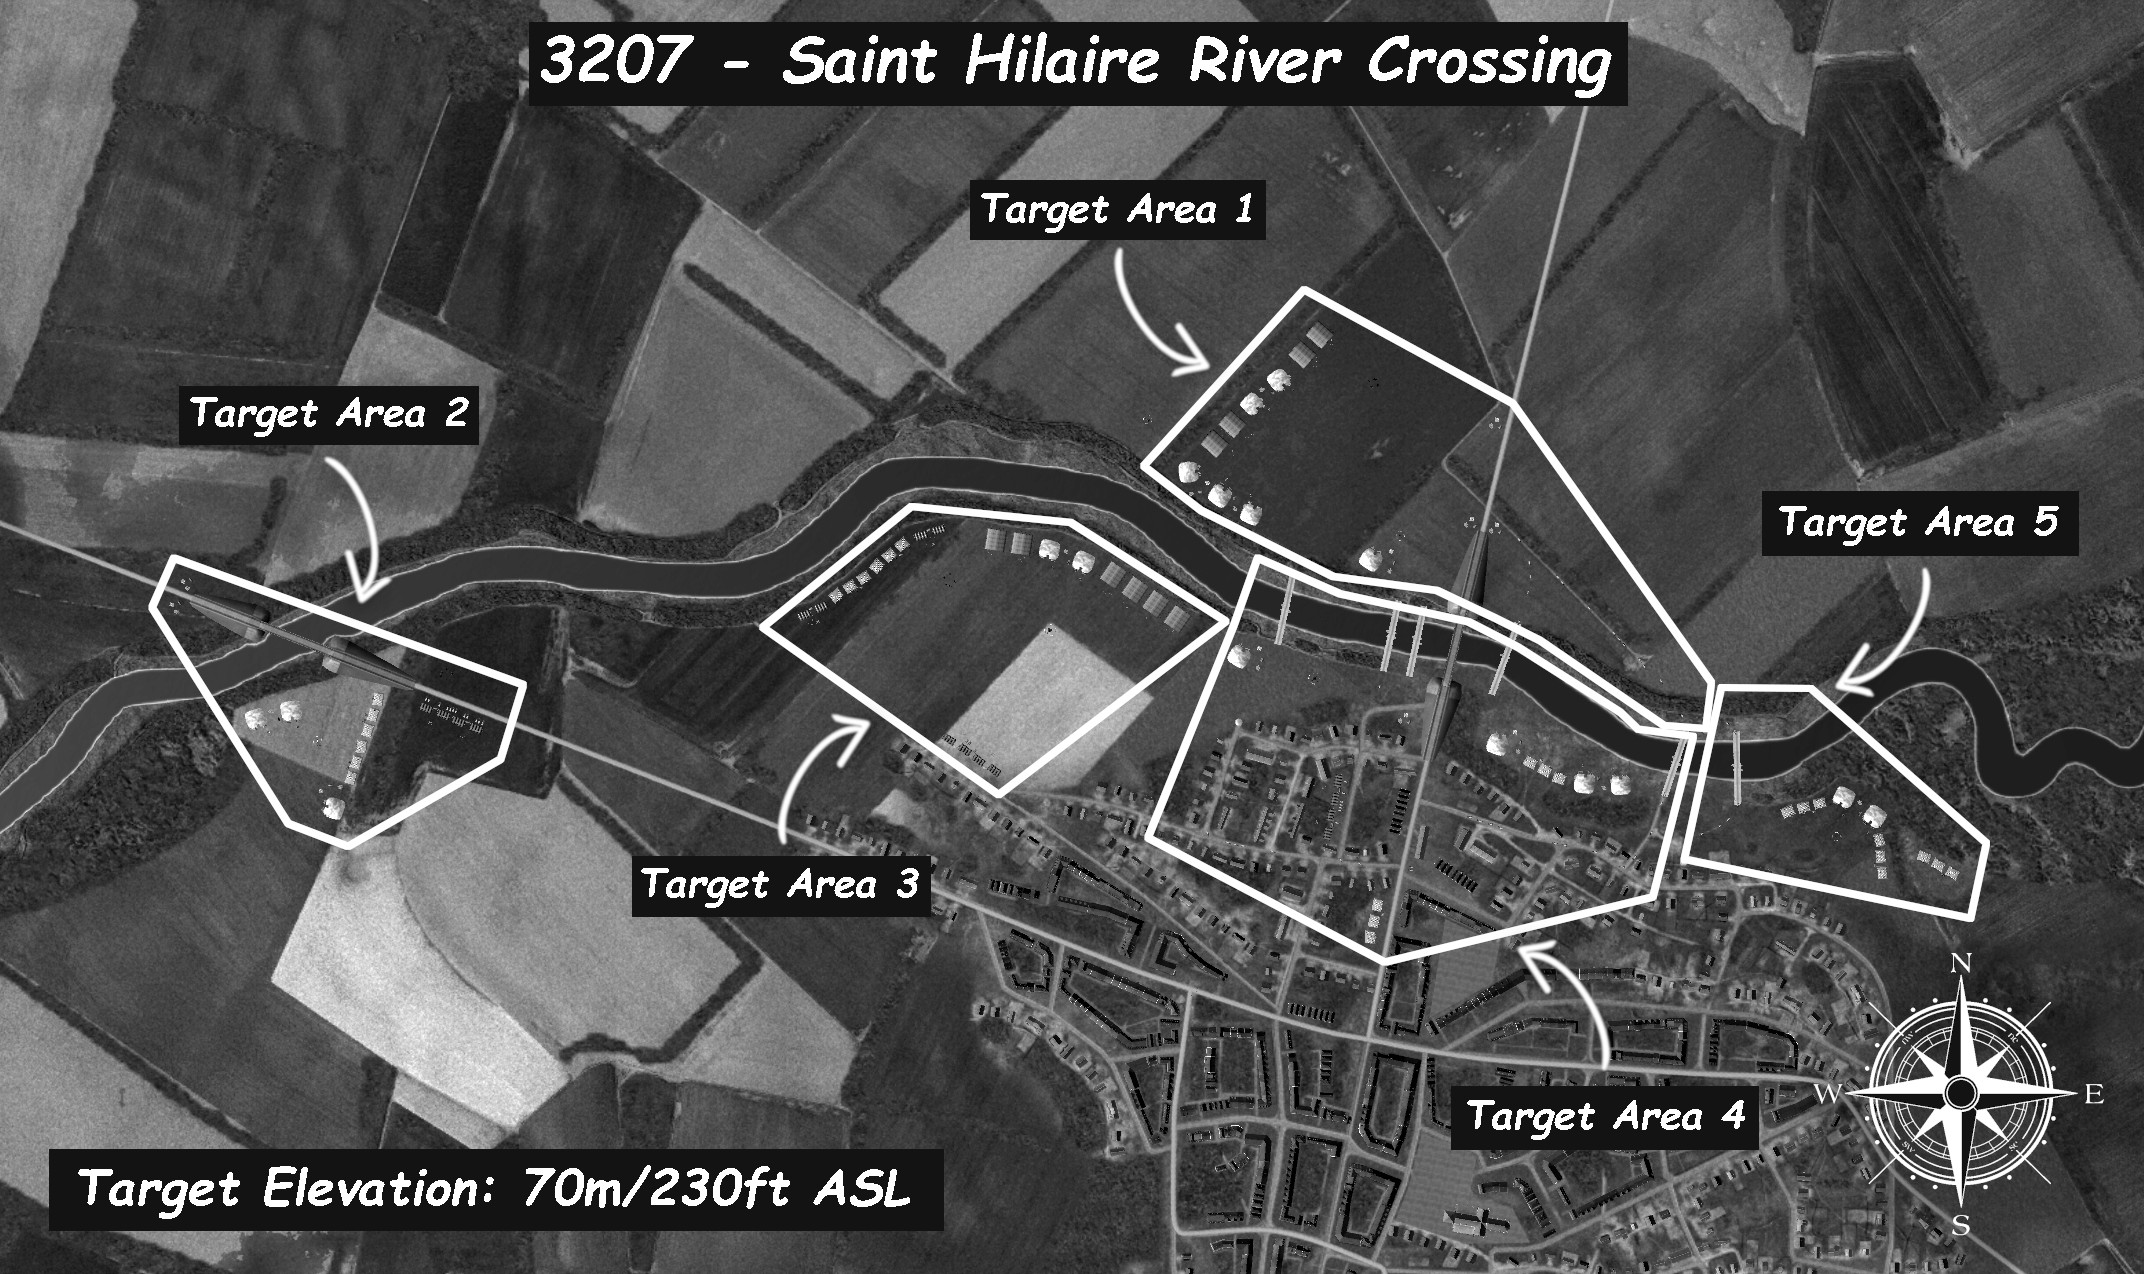 3207 - Saint Hilaire River Crossing
Target Area 1
Target Area 2
Target Area 5
Target Area 3
Target Area 4
Target Elevation: 70m/230ft ASL
N
W
E
S